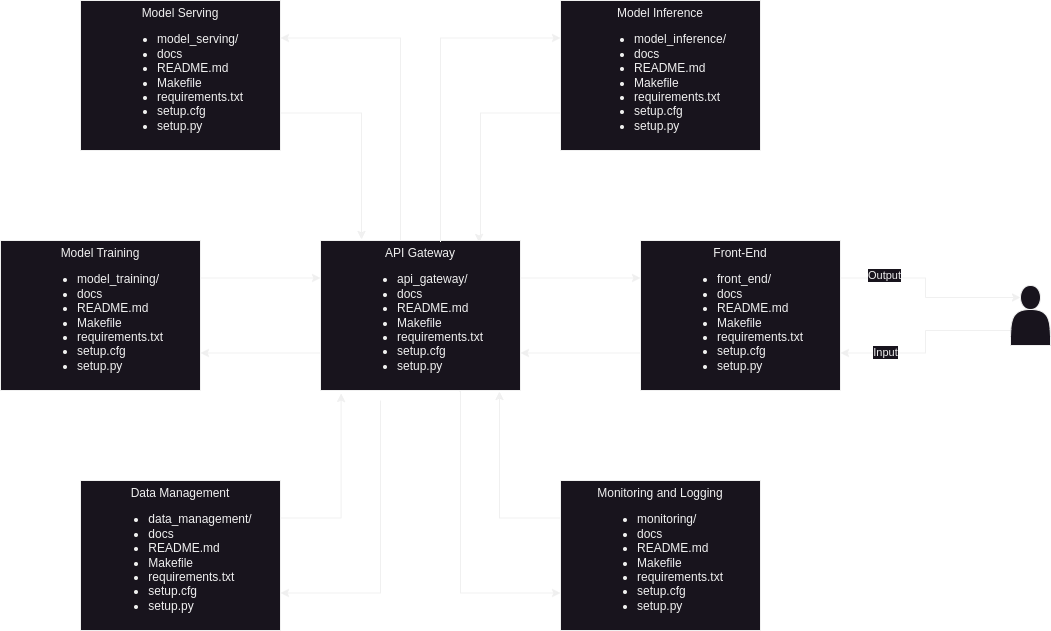 Model Serving
model_serving/
docs
README.md
Makefile
requirements.txt
setup.cfg
setup.py
Model Inference
model_inference/
docs
README.md
Makefile
requirements.txt
setup.cfg
setup.py
Model Training
model_training/
docs
README.md
Makefile
requirements.txt
setup.cfg
setup.py
API Gateway
api_gateway/
docs
README.md
Makefile
requirements.txt
setup.cfg
setup.py
Front-End
front_end/
docs
README.md
Makefile
requirements.txt
setup.cfg
setup.py
Output
Input
Data Management
data_management/
docs
README.md
Makefile
requirements.txt
setup.cfg
setup.py
Monitoring and Logging
monitoring/
docs
README.md
Makefile
requirements.txt
setup.cfg
setup.py